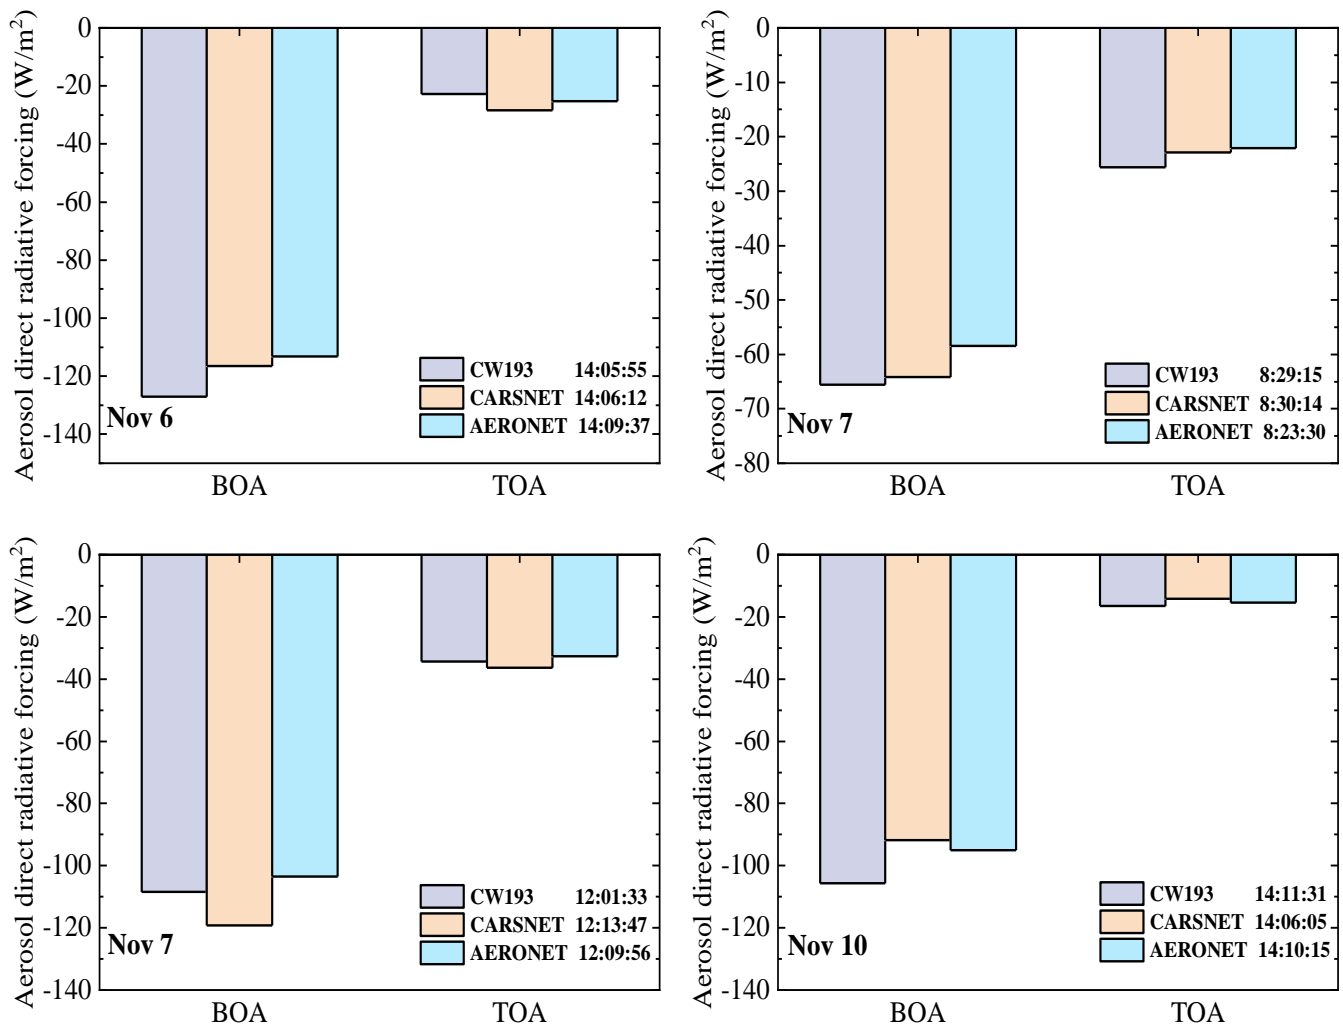 Aerosol direct radiative forcing (W/m²)
0
-20
-40
-60
-80
-100
-120
-140
Nov 6
CW193 14:05:55
CARSNET 14:06:12
AERONET 14:09:37
BOA TOA
Aerosol direct radiative forcing (W/m²)
0
-10
-20
-30
-40
-50
-60
-70
-80
Nov 7
CW193 8:29:15
CARSNET 8:30:14
AERONET 8:23:30
BOA TOA
Aerosol direct radiative forcing (W/m²)
0
-20
-40
-60
-80
-100
-120
-140
Nov 7
CW193 12:01:33
CARSNET 12:13:47
AERONET 12:09:56
BOA TOA
Aerosol direct radiative forcing (W/m²)
0
-20
-40
-60
-80
-100
-120
-140
Nov 10
CW193 14:11:31
CARSNET 14:06:05
AERONET 14:10:15
BOA TOA